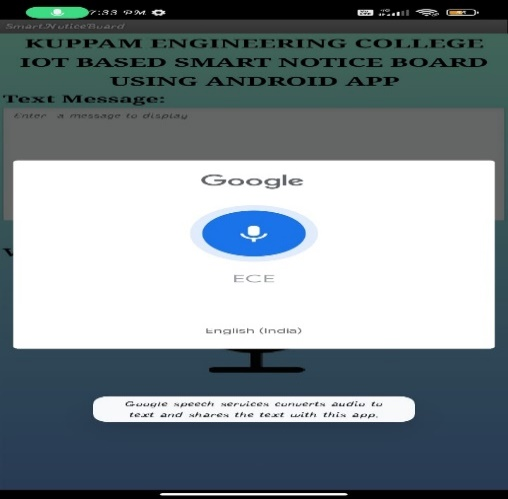 7:33 PM
SmartNoticeBoard
KUPPAM ENGINEERING COLLEGE
IOT BASED SMART NOTICE BOARD
USING ANDROID APP
Text Message:
Enter a message to display
Google
ECE
English (India)
Google speech services converts audio to
text and shares the text with this app.